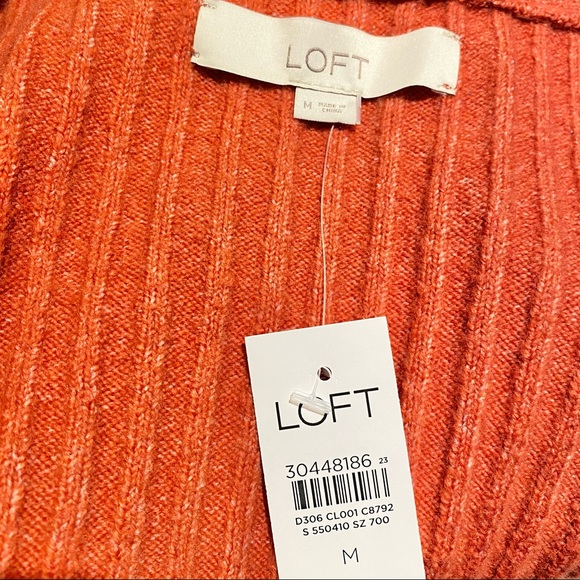 LOFT
M MADE IN
CHINA
LOFT
30448186 23
D306 CL001 C8792
S 550410 SZ 700
M